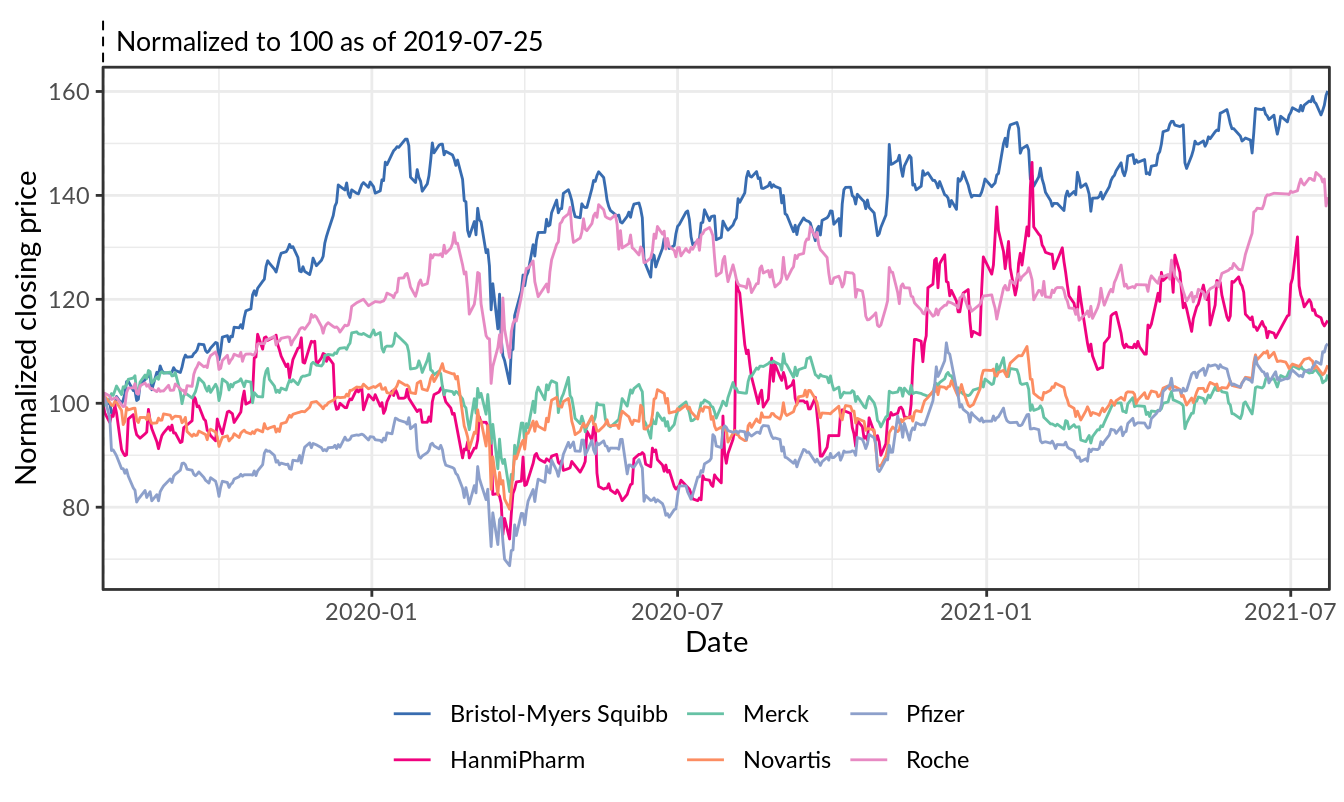 Normalized to 100 as of 2019-07-25
160
140
120
100
80
Normalized closing price
2020-01
2020-07
2021-01
2021-07
Date
Bristol-Myers Squibb
Merck
Pfizer
HanmiPharm
Novartis
Roche